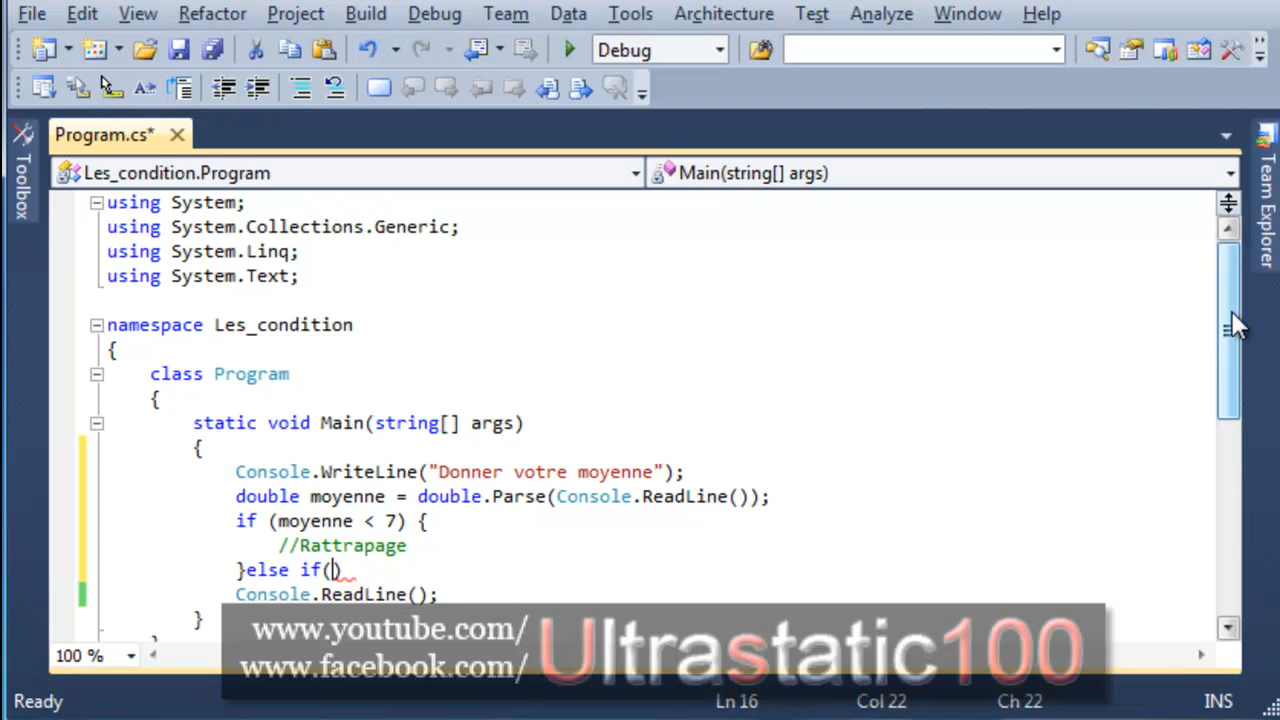 File Edit View Refactor Project Build Debug Team Data Tools Architecture Test Analyze Window Help
Debug
Program.cs*
Les_condition.Program
Main(string[] args)
Toolbox
Team Explorer
using System;
using System.Collections.Generic;
using System.Linq;
using System.Text;
namespace Les_condition
{
class Program
{
static void Main(string[] args)
{
Console.WriteLine("Donner votre moyenne");
double moyenne = double.Parse(Console.ReadLine());
if (moyenne < 7) {
//Rattrapage
}else if()
Console.ReadLine();
}
100 %
www.youtube.com/
www.facebook.com/
Ultrastatic100
Ready
Ln 16
Col 22
Ch 22
INS